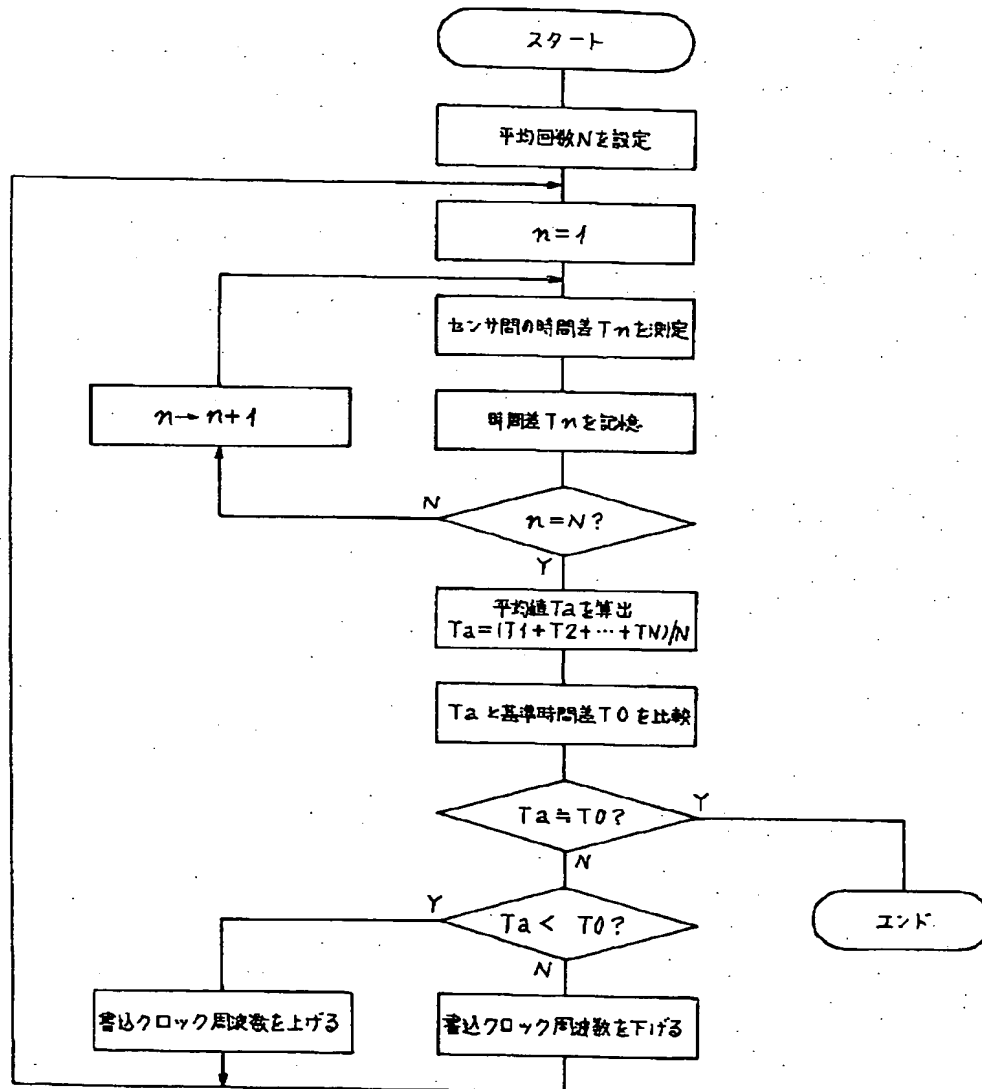 スタート
平均回数Nを設定
n=1
センサ間の時間差Tnを測定
n→n+1
時間差Tnを記憶
N
n=N?
Y
平均値Taを算出
Ta=(T1+T2+…+TN)/N
Taと基準時間差T0を比較
Ta≒T0?
Y
N
Y
Ta< T0?
エンド
N
書込クロック周波数を上げる
書込クロック周波数を下げる